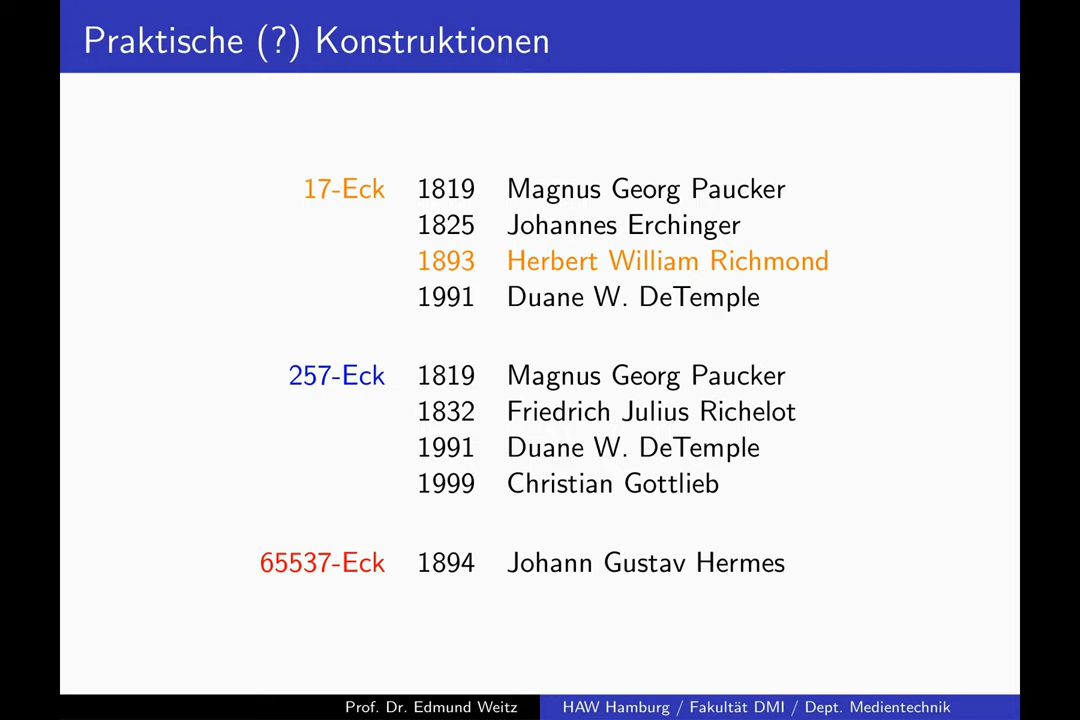 Praktische (?) Konstruktionen
17-Eck 1819 Magnus Georg Paucker
1825 Johannes Erchinger
1893 Herbert William Richmond
1991 Duane W. DeTemple
257-Eck 1819 Magnus Georg Paucker
1832 Friedrich Julius Richelot
1991 Duane W. DeTemple
1999 Christian Gottlieb
65537-Eck 1894 Johann Gustav Hermes
Prof. Dr. Edmund Weitz HAW Hamburg / Fakultät DMI / Dept. Medientechnik